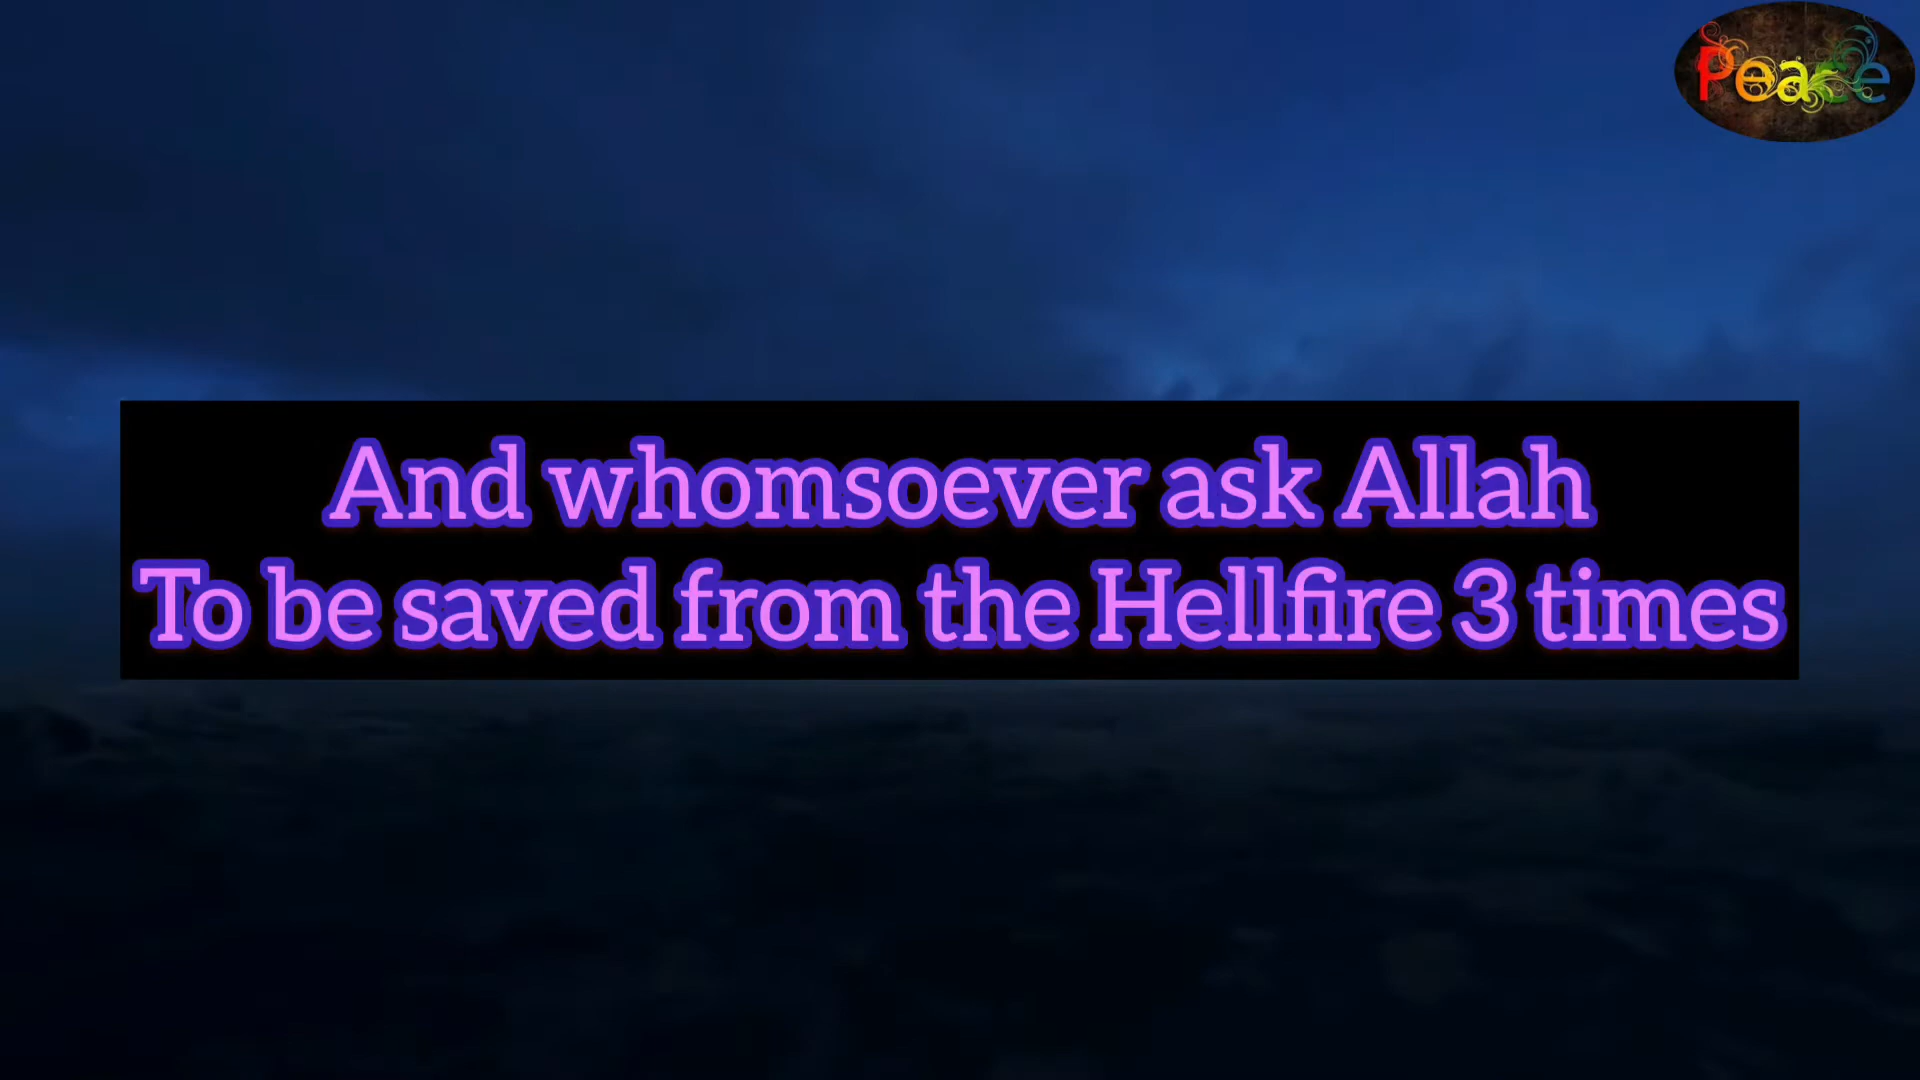 Peace
And whomsoever ask Allah
To be saved from the Hellfire 3 times